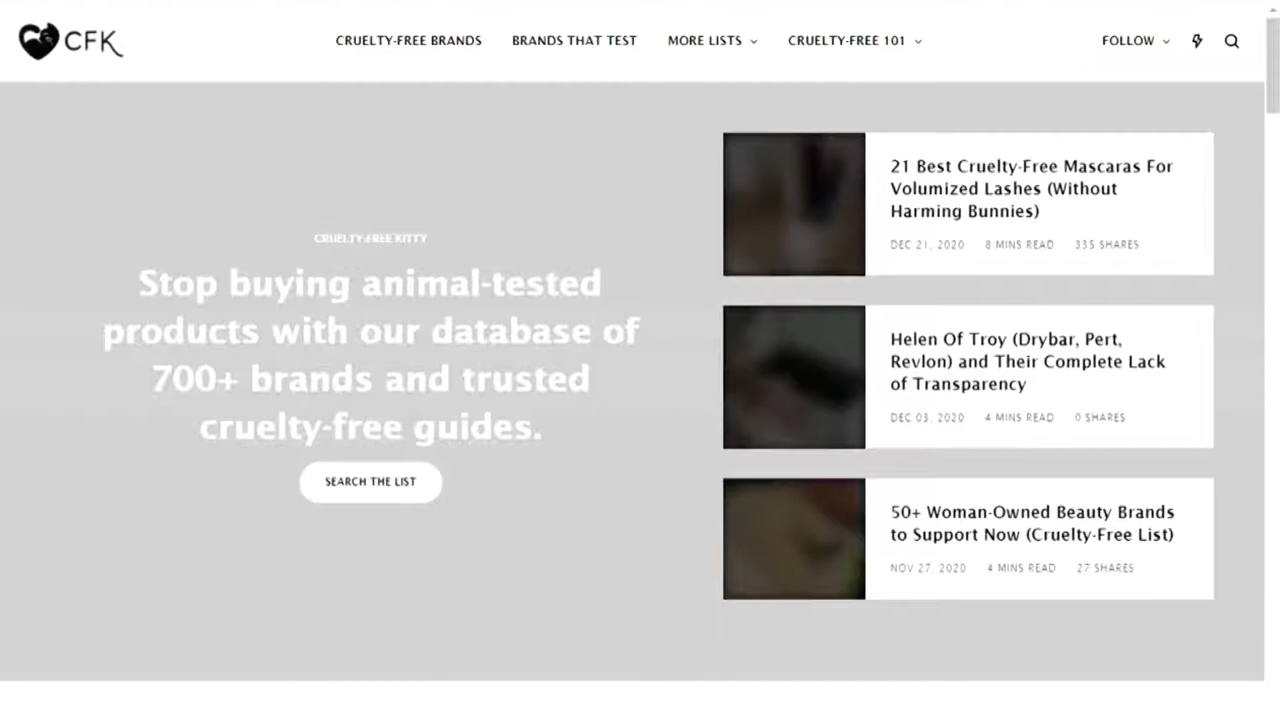 CFK
CRUELTY-FREE BRANDS
BRANDS THAT TEST
MORE LISTS
CRUELTY-FREE 101
FOLLOW
CRUELTY-FREE KITTY
Stop buying animal-tested
products with our database of
700+ brands and trusted
cruelty-free guides.
SEARCH THE LIST
21 Best Cruelty-Free Mascaras For
Volumized Lashes (Without
Harming Bunnies)
DEC 21, 2020 8 MINS READ 335 SHARES
Helen Of Troy (Drybar, Pert,
Revlon) and Their Complete Lack
of Transparency
DEC 03, 2020 4 MINS READ 0 SHARES
50+ Woman-Owned Beauty Brands
to Support Now (Cruelty-Free List)
NOV 27, 2020 4 MINS READ 27 SHARES